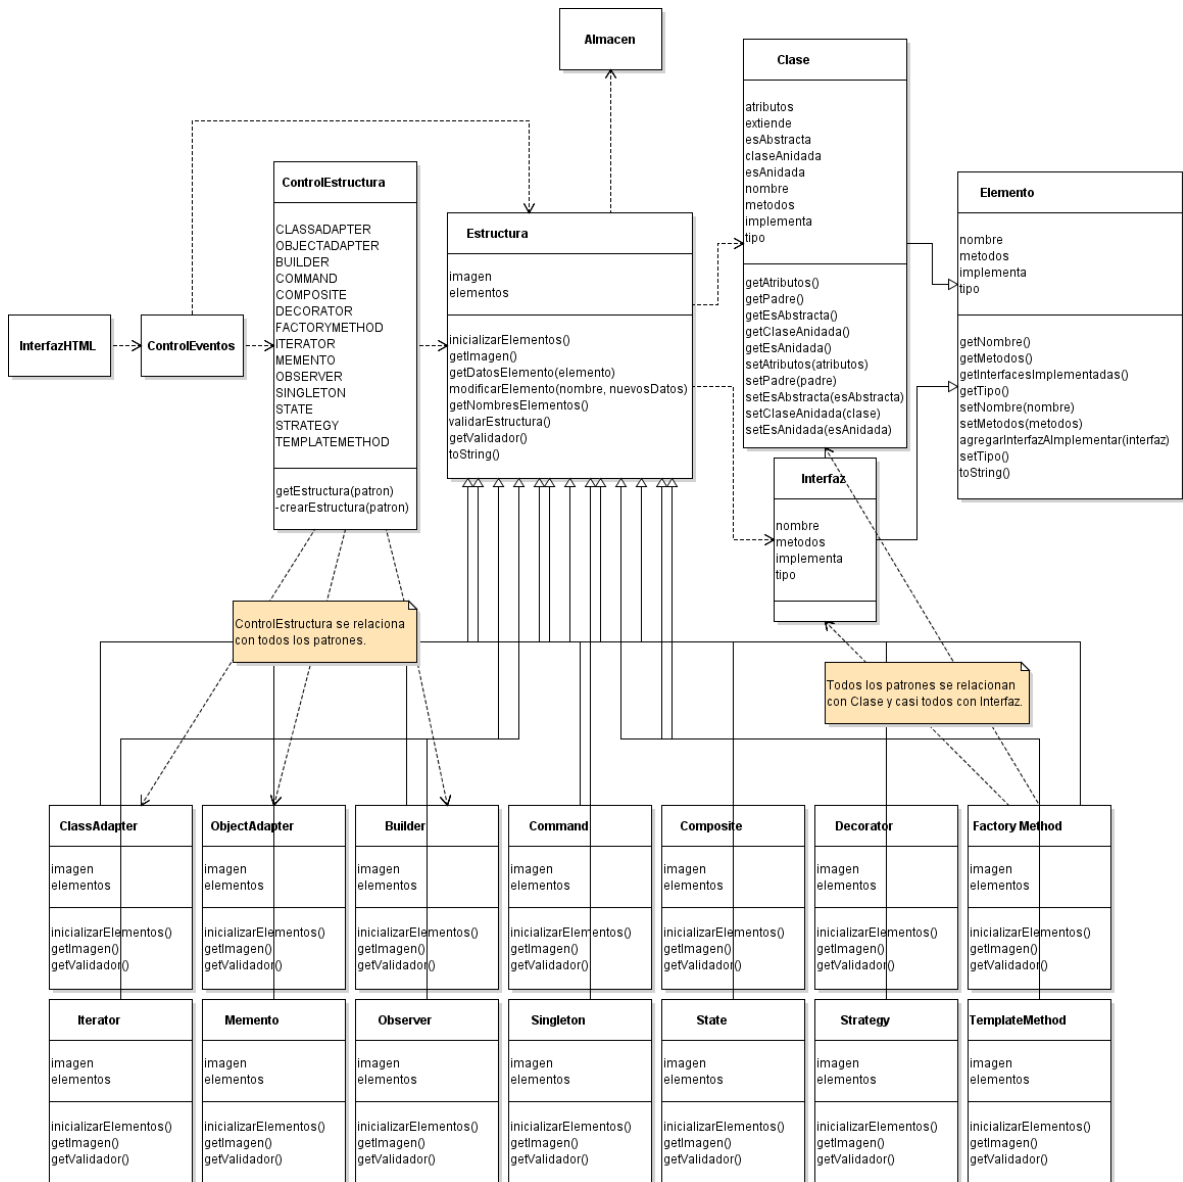 Almacen
Clase
atributos
extiende
esAbstracta
claseAnidada
esAnidada
nombre
metodos
implementa
tipo
getAtributos()
getPadre()
getEsAbstracta()
getClaseAnidada()
getEsAnidada()
setAtributos(atributos)
setPadre(padre)
setEsAbstracta(esAbstracta)
setClaseAnidada(clase)
setEsAnidada(esAnidada)
Elemento
nombre
metodos
implementa
tipo
getNombre()
getMetodos()
getInterfacesImplementadas()
getTipo()
setNombre(nombre)
setMetodos(metodos)
agregarInterfazAImplementar(interfaz)
setTipo()
toString()
ControlEstructura
CLASSADAPTER
OBJECTADAPTER
BUILDER
COMMAND
COMPOSITE
DECORATOR
FACTORYMETHOD
ITERATOR
MEMENTO
OBSERVER
SINGLETON
STATE
STRATEGY
TEMPLATEMETHOD
getEstructura(patron)
-crearEstructura(patron)
Estructura
imagen
elementos
inicializarElementos()
getImagen()
getDatosElemento(elemento)
modificarElemento(nombre, nuevosDatos)
getNombresElementos()
validarEstructura()
getValidador()
toString()
InterfazHTML
ControlEventos
Interfaz
nombre
metodos
implementa
tipo
ControlEstructura se relaciona
con todos los patrones.
Todos los patrones se relacionan
con Clase y casi todos con Interfaz.
ClassAdapter
imagen
elementos
inicializarElementos()
getImagen()
getValidador()
ObjectAdapter
imagen
elementos
inicializarElementos()
getImagen()
getValidador()
Builder
imagen
elementos
inicializarElementos()
getImagen()
getValidador()
Command
imagen
elementos
inicializarElementos()
getImagen()
getValidador()
Composite
imagen
elementos
inicializarElementos()
getImagen()
getValidador()
Decorator
imagen
elementos
inicializarElementos()
getImagen()
getValidador()
Factory Method
imagen
elementos
inicializarElementos()
getImagen()
getValidador()
Iterator
imagen
elementos
inicializarElementos()
getImagen()
getValidador()
Memento
imagen
elementos
inicializarElementos()
getImagen()
getValidador()
Observer
imagen
elementos
inicializarElementos()
getImagen()
getValidador()
Singleton
imagen
elementos
inicializarElementos()
getImagen()
getValidador()
State
imagen
elementos
inicializarElementos()
getImagen()
getValidador()
Strategy
imagen
elementos
inicializarElementos()
getImagen()
getValidador()
TemplateMethod
imagen
elementos
inicializarElementos()
getImagen()
getValidador()